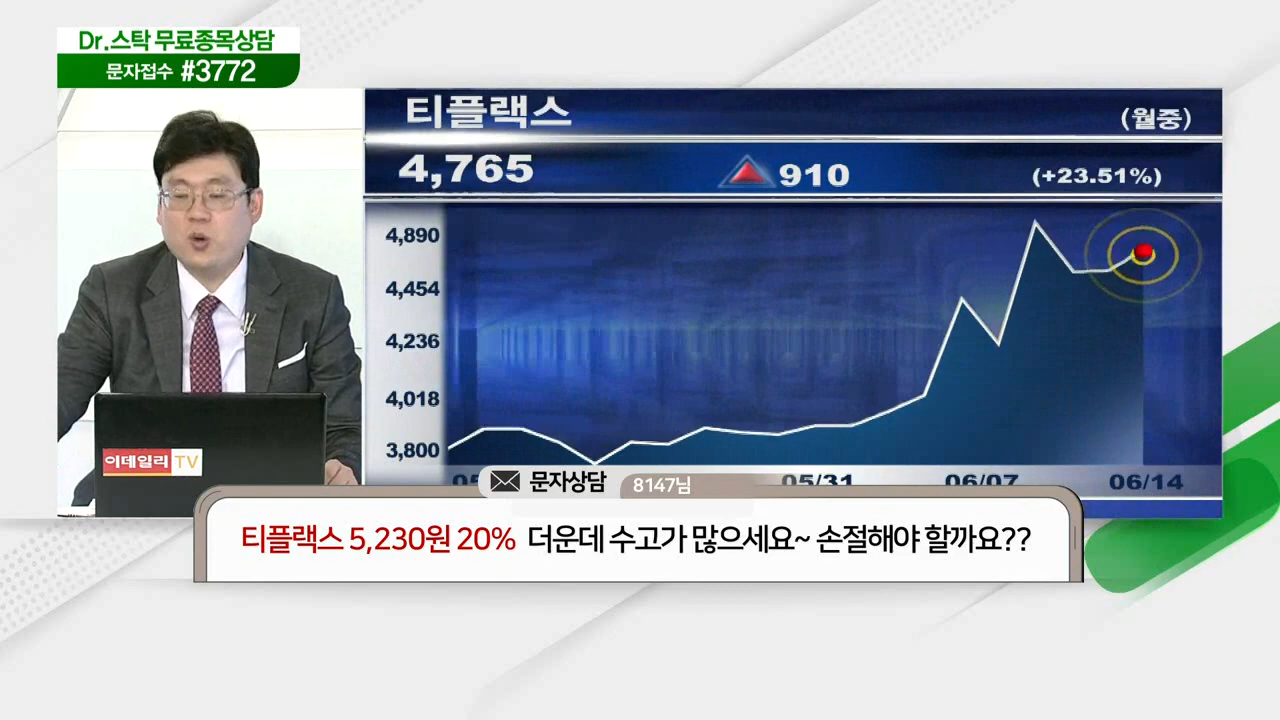 Dr.스탁 무료종목상담
문자접수 #3772
티플랙스
(월중)
4,765
910
(+23.51%)
4,890
4,454
4,236
4,018
3,800
05/31
06/07
06/14
이데일리 TV
문자상담
8147님
티플랙스 5,230원 20% 더운데 수고가 많으세요~ 손절해야 할까요??